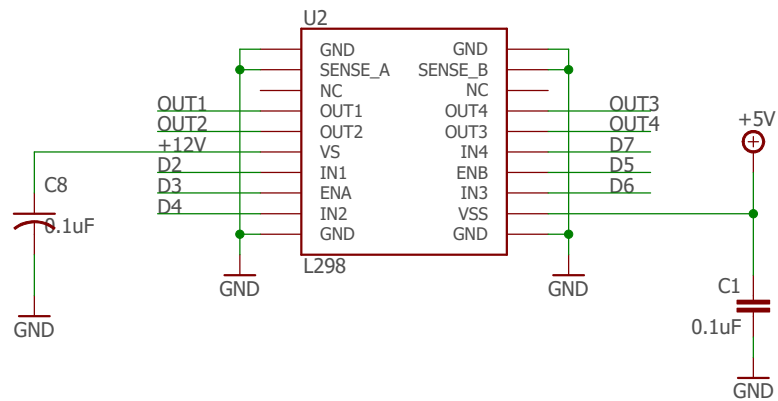 U2
GND GND
SENSE_A SENSE_B
NC NC
OUT1 OUT1 OUT4 OUT3
OUT2 OUT2 OUT3 OUT4
+5V
+12V VS IN4 D7
D2 IN1 ENB D5
D3 ENA IN3 D6
C8
D4 IN2 VSS
0.1uF
GND GND
L298
GND GND
C1
0.1uF
GND
GND